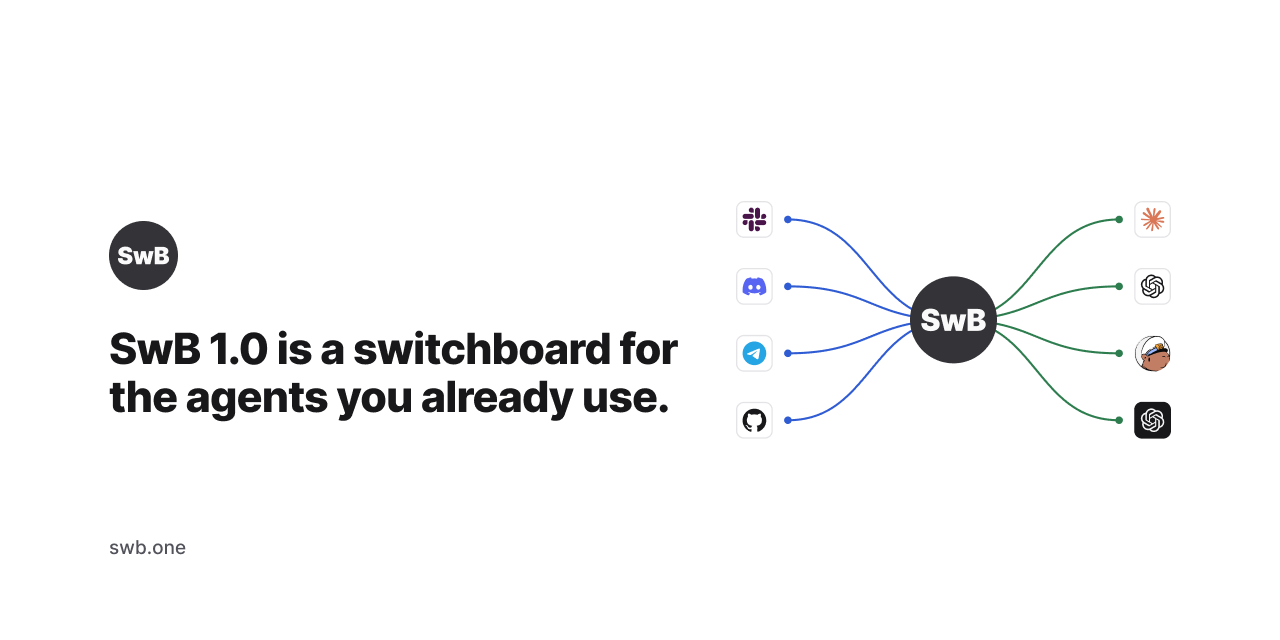 SwB
SwB 1.0 is a switchboard for
the agents you already use.
swb.one
SwB